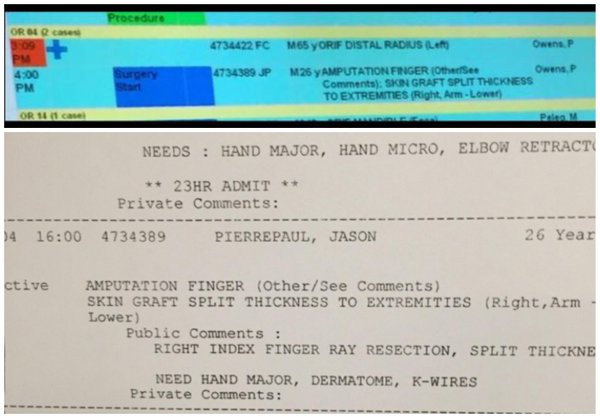 Procedure
OR 04 (2 cases)
3:09 PM 4734422 FC M65 y ORIF DISTAL RADIUS (Left) Owens, P
4:00 PM Surgery Start 4734389 JP M26 y AMPUTATION FINGER (Other/See
Comments); SKIN GRAFT SPLIT THICKNESS
TO EXTREMITIES (Right, Arm - Lower) Owens, P
OR 14 (1 case)
NEEDS : HAND MAJOR, HAND MICRO, ELBOW RETRACTO
** 23HR ADMIT **
Private Comments:
04 16:00 4734389 PIERREPAUL, JASON 26 Year
ctive AMPUTATION FINGER (Other/See Comments)
SKIN GRAFT SPLIT THICKNESS TO EXTREMITIES (Right,Arm -
Lower)
Public Comments :
RIGHT INDEX FINGER RAY RESECTION, SPLIT THICKNE
NEED HAND MAJOR, DERMATOME, K-WIRES
Private Comments: